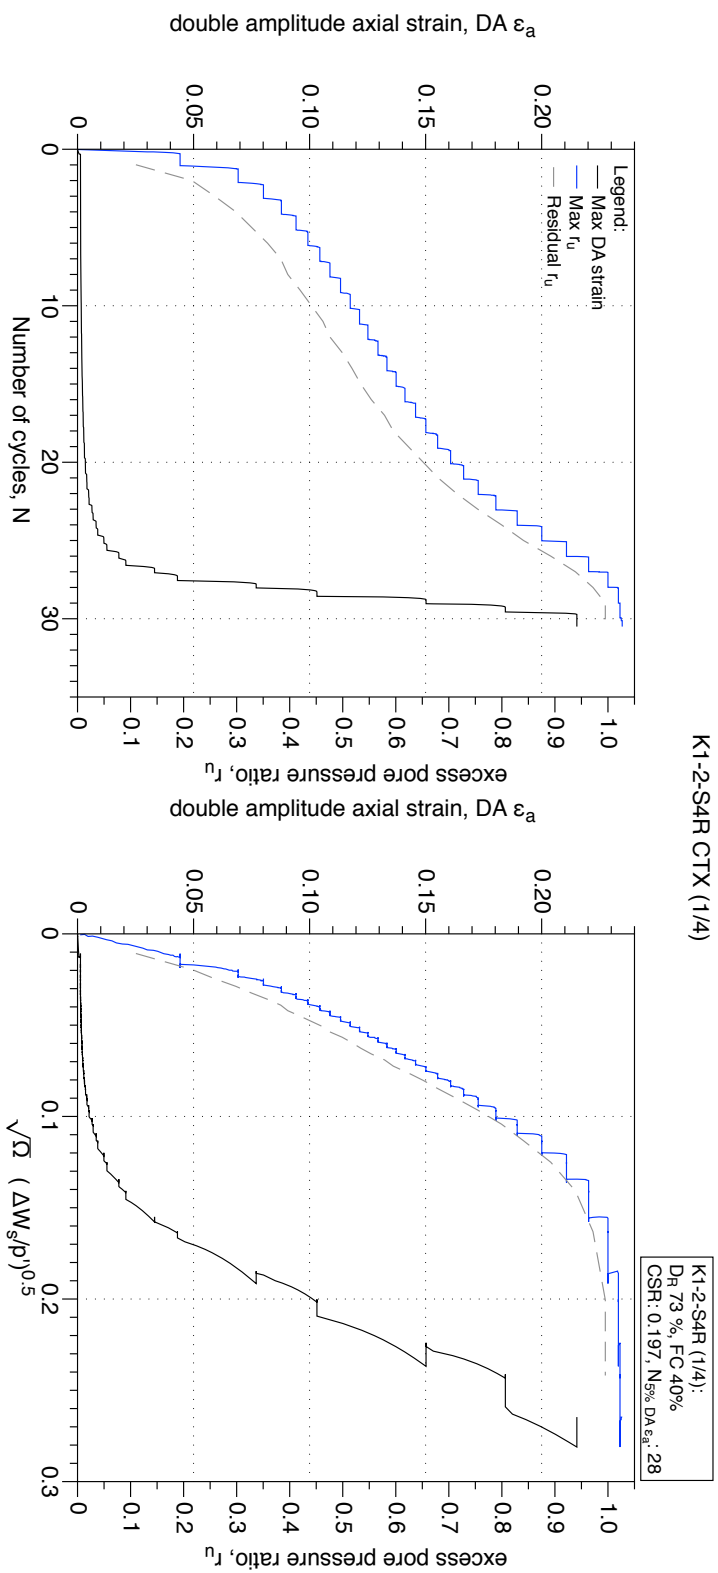 K1-2-S4R CTX (1/4)
K1-2-S4R (1/4):
DR 73 %, FC 40%
CSR: 0.197, N5% DA εa: 28
double amplitude axial strain, DA εa
0 0.05 0.10 0.15 0.20
Legend:
Max DA strain
Max ru
Residual ru
0 10 20 30
Number of cycles, N
0 0.1 0.2 0.3 0.4 0.5 0.6 0.7 0.8 0.9 1.0
excess pore pressure ratio, ru
double amplitude axial strain, DA εa
0 0.05 0.10 0.15 0.20
0 0.1 0.2 0.3
√Ω (ΔWs/p')0.5
0 0.1 0.2 0.3 0.4 0.5 0.6 0.7 0.8 0.9 1.0
excess pore pressure ratio, ru